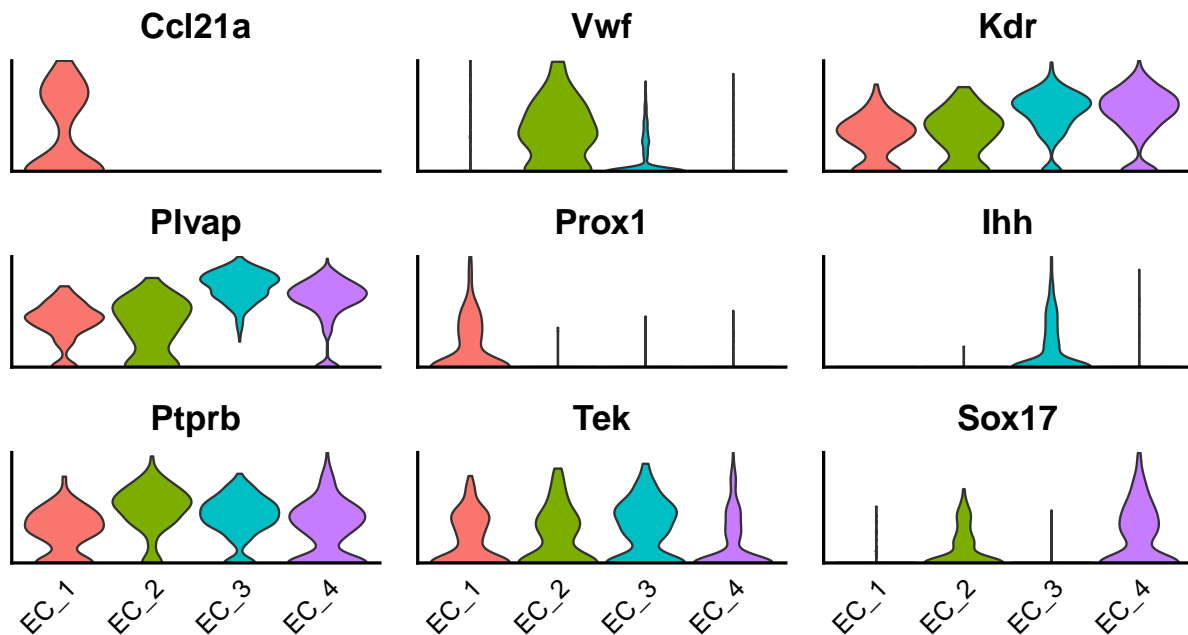 Ccl21a Vwf Kdr
Plvap Prox1 Ihh
Ptprb Tek Sox17
EC_1 EC_2 EC_3 EC_4 EC_1 EC_2 EC_3 EC_4 EC_1 EC_2 EC_3 EC_4